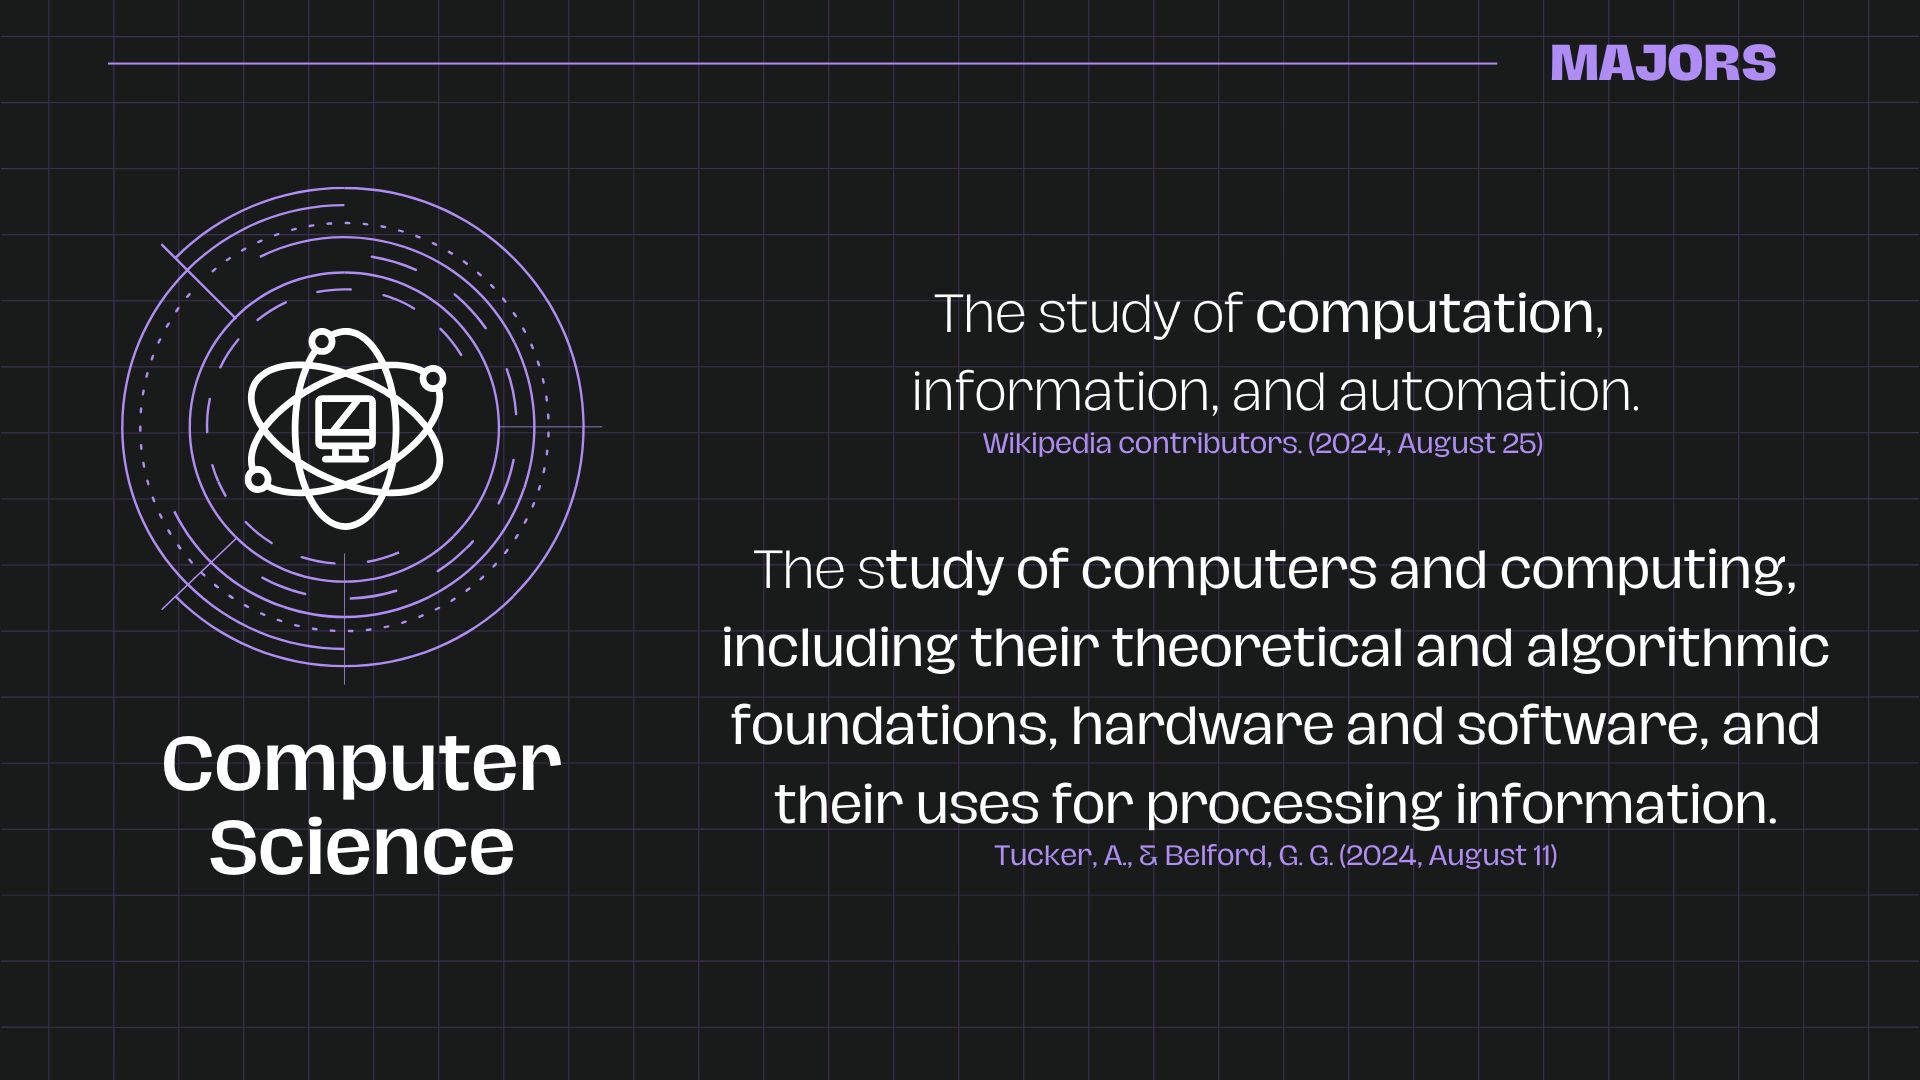 MAJORS
Computer
Science
The study of computation,
information, and automation.
Wikipedia contributors. (2024, August 25)
The study of computers and computing,
including their theoretical and algorithmic
foundations, hardware and software, and
their uses for processing information.
Tucker, A., & Belford, G. G. (2024, August 11)